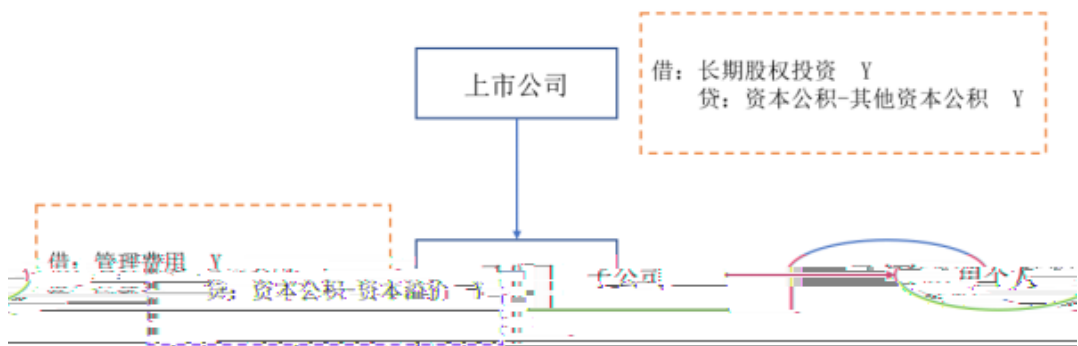 上市公司
借：长期股权投资 Y
贷：资本公积-其他资本公积 Y
借：管理费用 Y
贷：资本公积-资本溢价
公司
个人